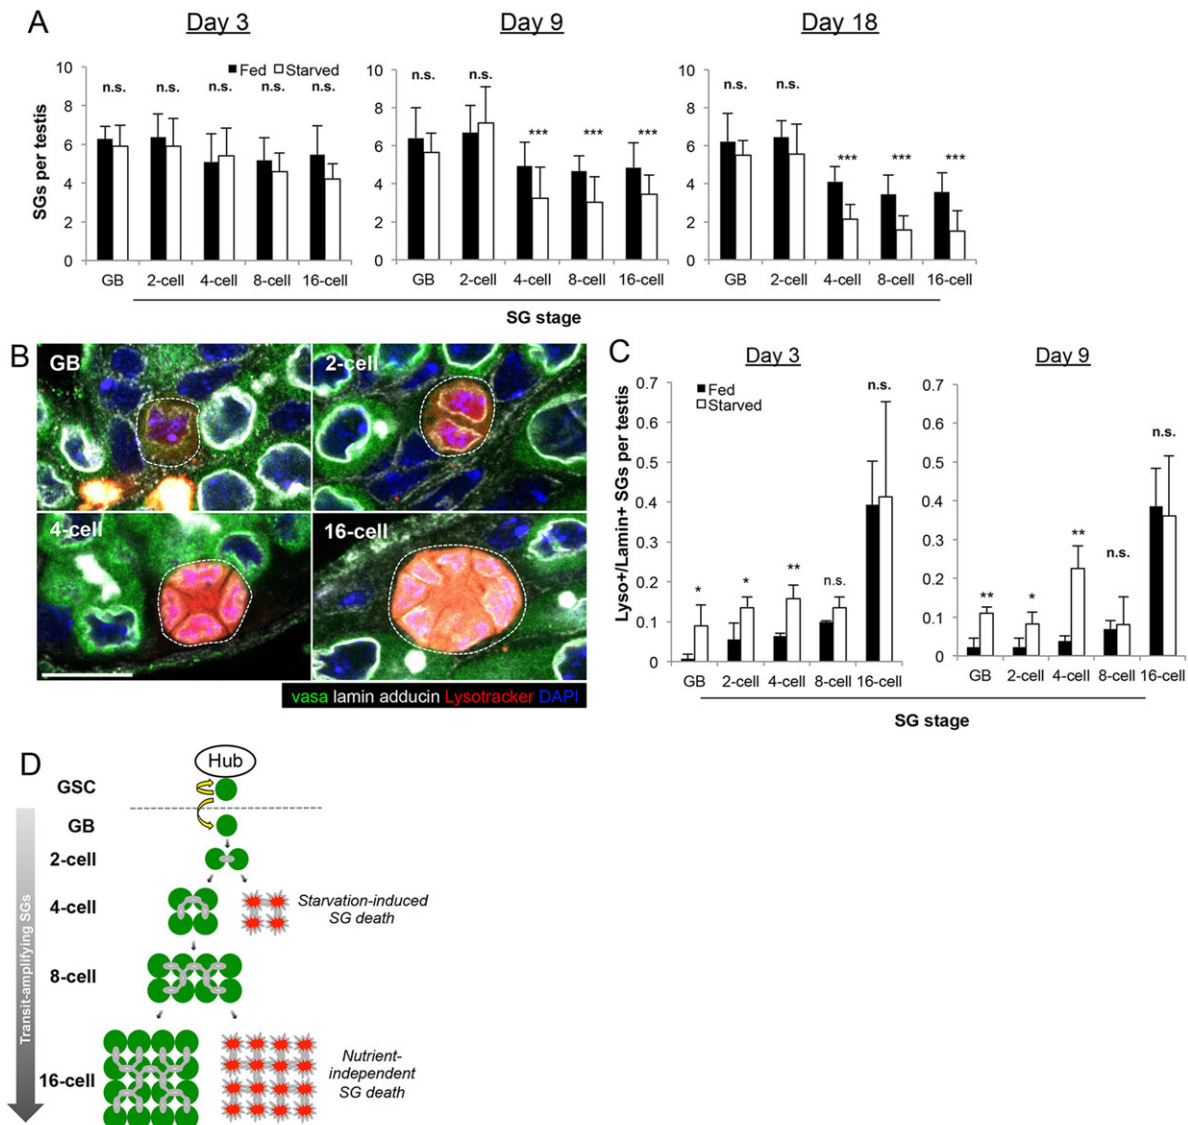 A
Day 3
Day 9
Day 18
Fed Starved
SGs per testis
10
8
6
4
2
0
n.s. n.s. n.s. n.s. n.s.
GB 2-cell 4-cell 8-cell 16-cell
10
8
6
4
2
0
n.s. n.s. *** *** ***
GB 2-cell 4-cell 8-cell 16-cell
10
8
6
4
2
0
n.s. n.s. *** *** ***
GB 2-cell 4-cell 8-cell 16-cell
SG stage
B
GB
2-cell
4-cell
16-cell
vasa lamin adducin Lysotracker DAPI
C
Day 3
Day 9
Fed
Starved
Lyso+/Lamin+ SGs per testis
0.7
0.6
0.5
0.4
0.3
0.2
0.1
0
* * ** n.s. n.s.
GB 2-cell 4-cell 8-cell 16-cell
0.7
0.6
0.5
0.4
0.3
0.2
0.1
0
** * ** n.s. n.s.
GB 2-cell 4-cell 8-cell 16-cell
SG stage
D
Hub
GSC
GB
2-cell
4-cell
Starvation-induced
SG death
8-cell
16-cell
Nutrient-
independent
SG death
Transit-amplifying SGs